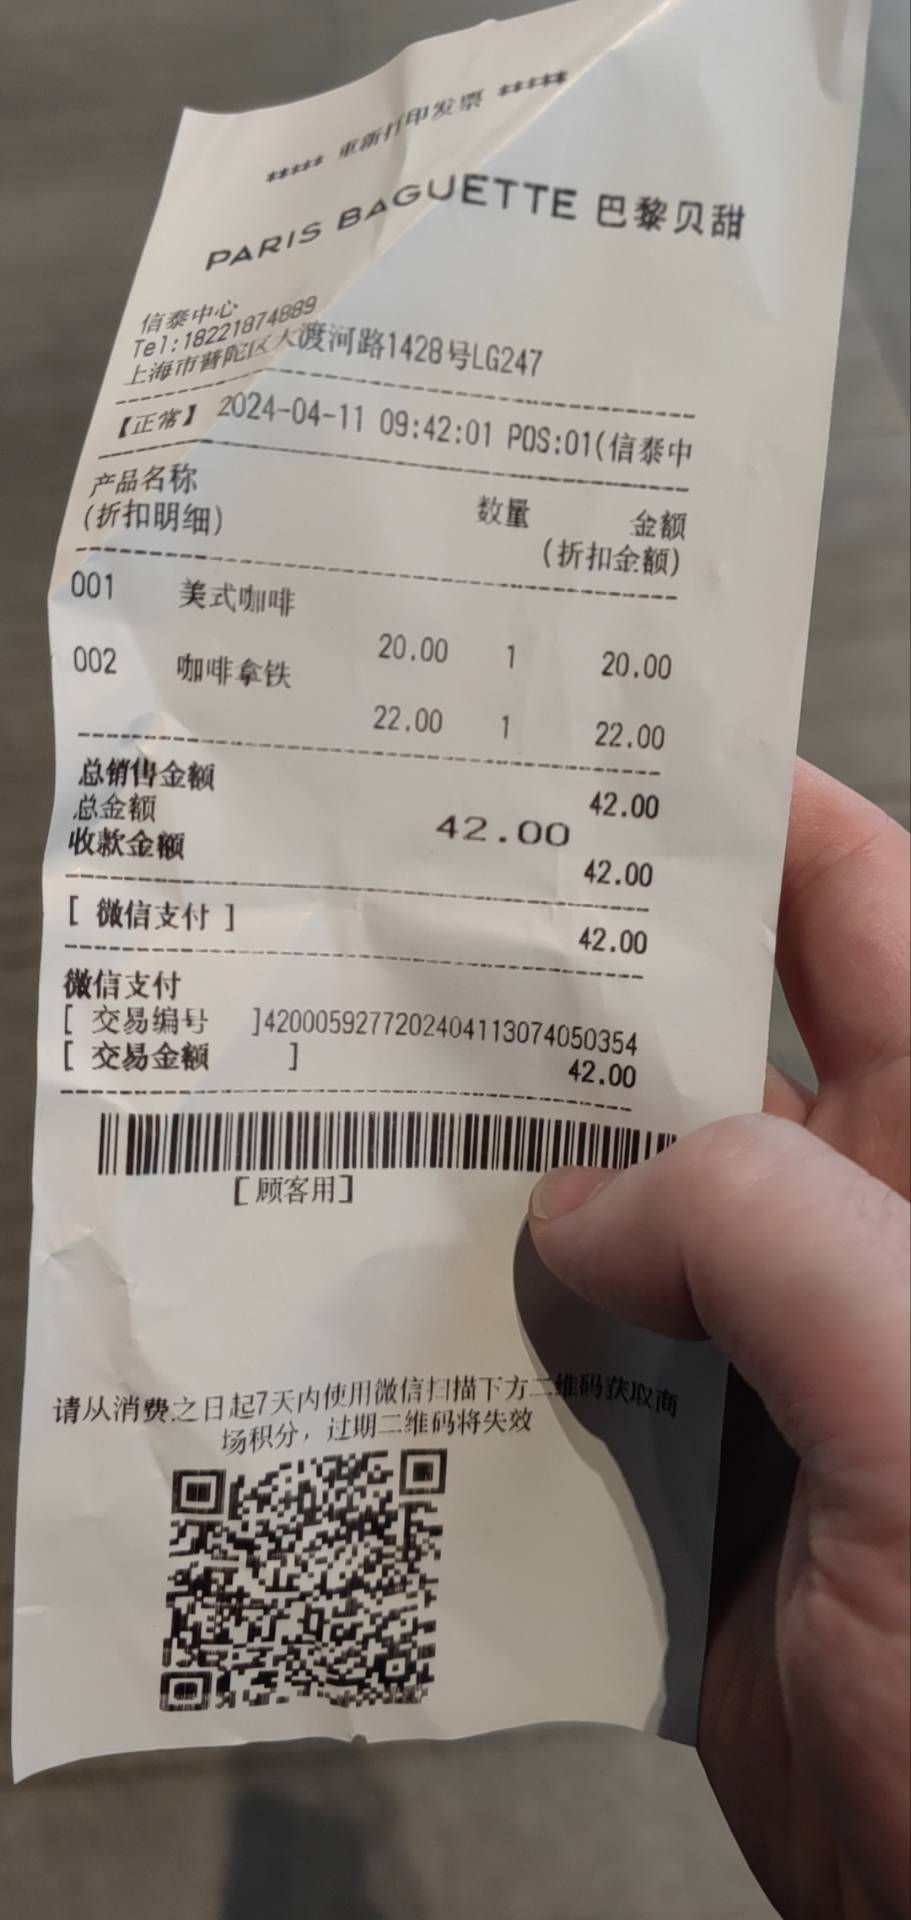 ***** 重新打印发票 *****
PARIS BAGUETTE 巴黎贝甜
信泰中心
Tel:18221874889
上海市普陀区大渡河路1428号LG247
【正常】 2024-04-11 09:42:01 POS:01(信泰中
产品名称 数量 金额
(折扣明细) (折扣金额)
001 美式咖啡
20.00 1 20.00
002 咖啡拿铁
22.00 1 22.00
总销售金额 42.00
总金额 42.00
收款金额 42.00
[ 微信支付 ] 42.00
微信支付
[ 交易编号 ]4200059277202404113074050354
[ 交易金额 ] 42.00
[顾客用]
请从消费之日起7天内使用微信扫描下方二维码获取商
场积分，过期二维码将失效